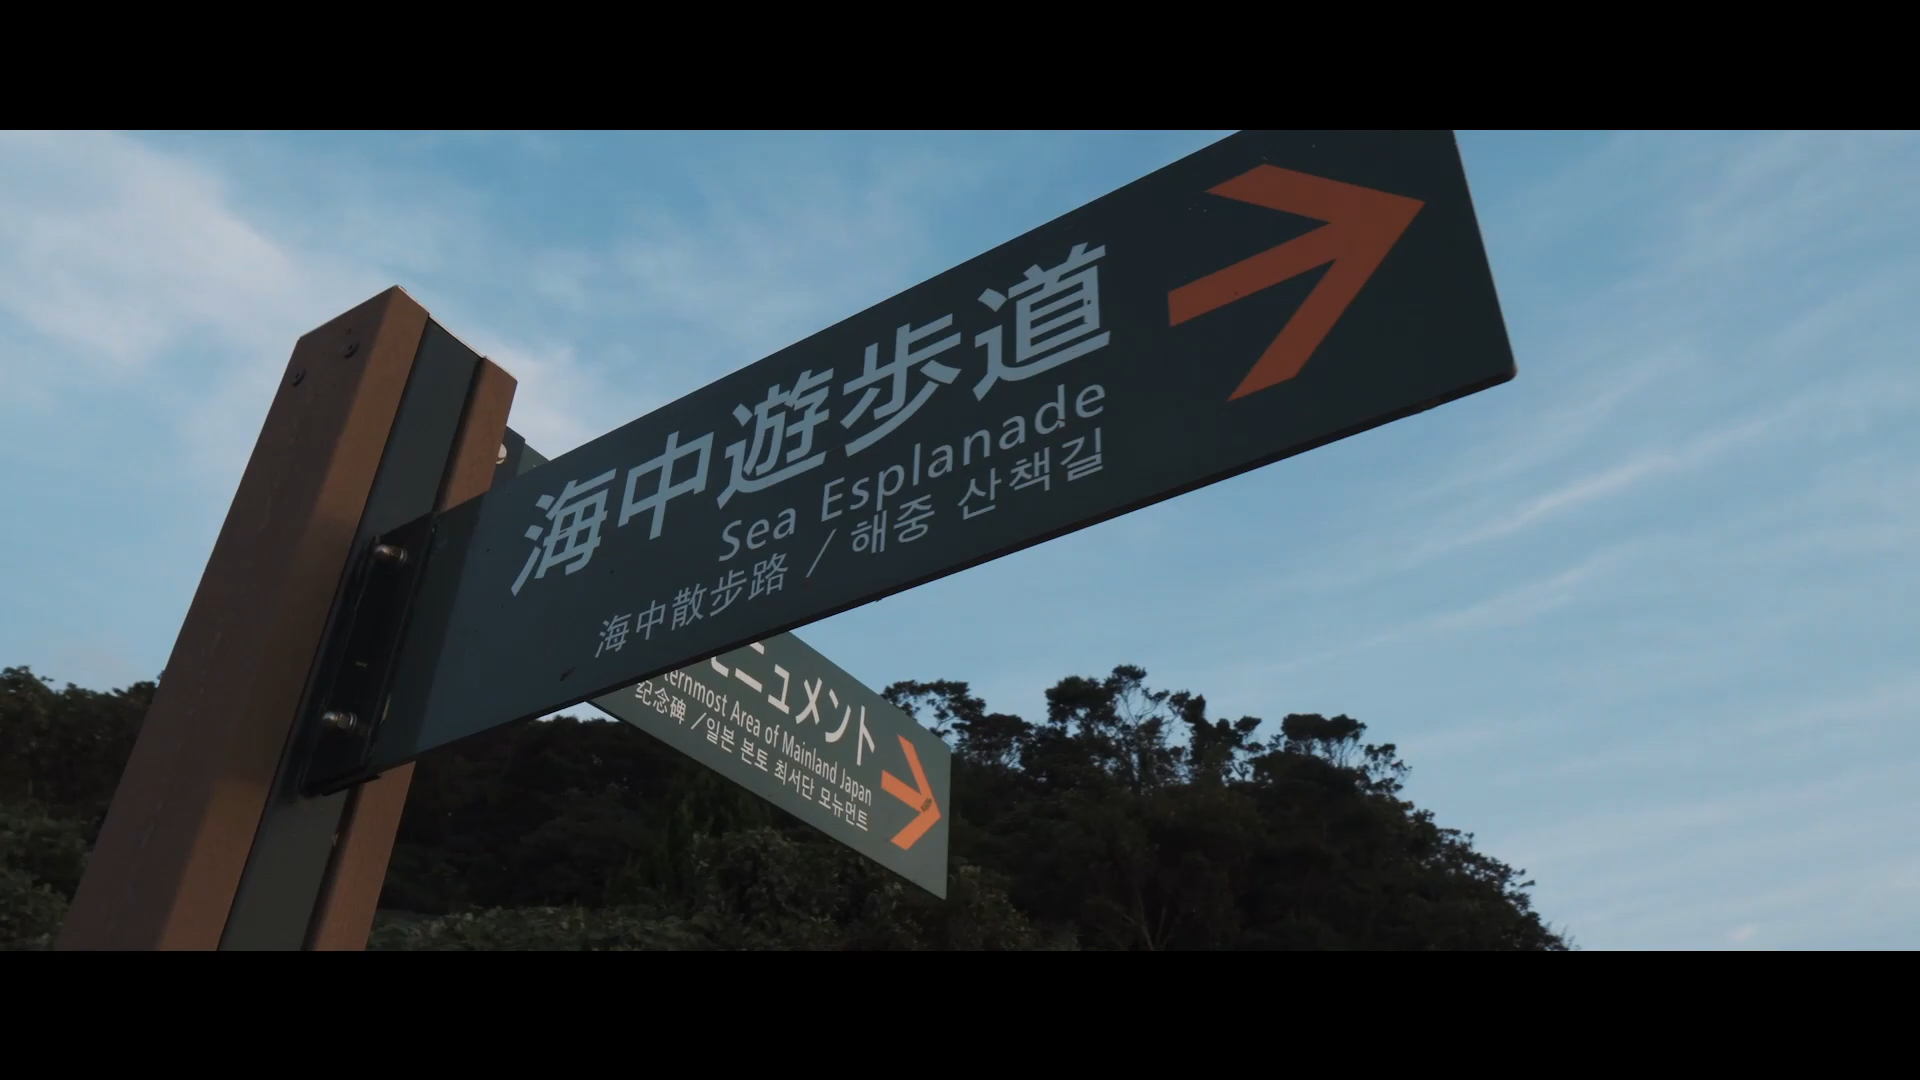 海中遊歩道
Sea Esplanade
海中散步路 / 해중 산책길
ニュメント
Area of Mainland Japan
纪念碑 / 일본 본토 최서단 모뉴먼트